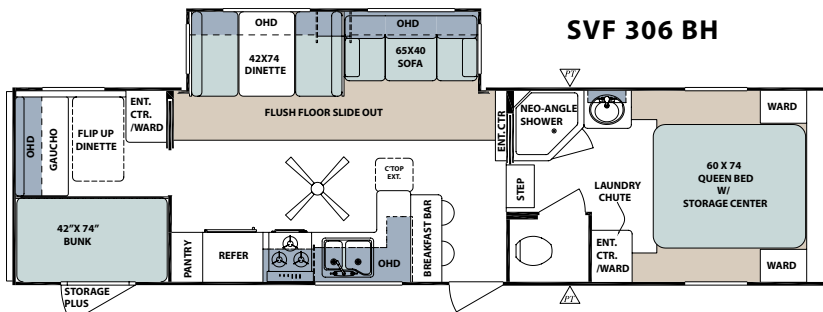 SVF 306 BH
OHD
OHD
42X74
DINETTE
65X40
SOFA
PT
FLUSH FLOOR SLIDE OUT
ENT.
CTR.
/WARD
FLIP UP
DINETTE
GAUCHO
OHD
ENT. CTR
NEO-ANGLE
SHOWER
WARD
C'TOP
EXT.
60 X 74
QUEEN BED
W/
STORAGE CENTER
STEP
LAUNDRY
CHUTE
42" X 74"
BUNK
PANTRY
REFER
OHD
BREAKFAST BAR
ENT.
CTR.
/WARD
WARD
STORAGE
PLUS
PT